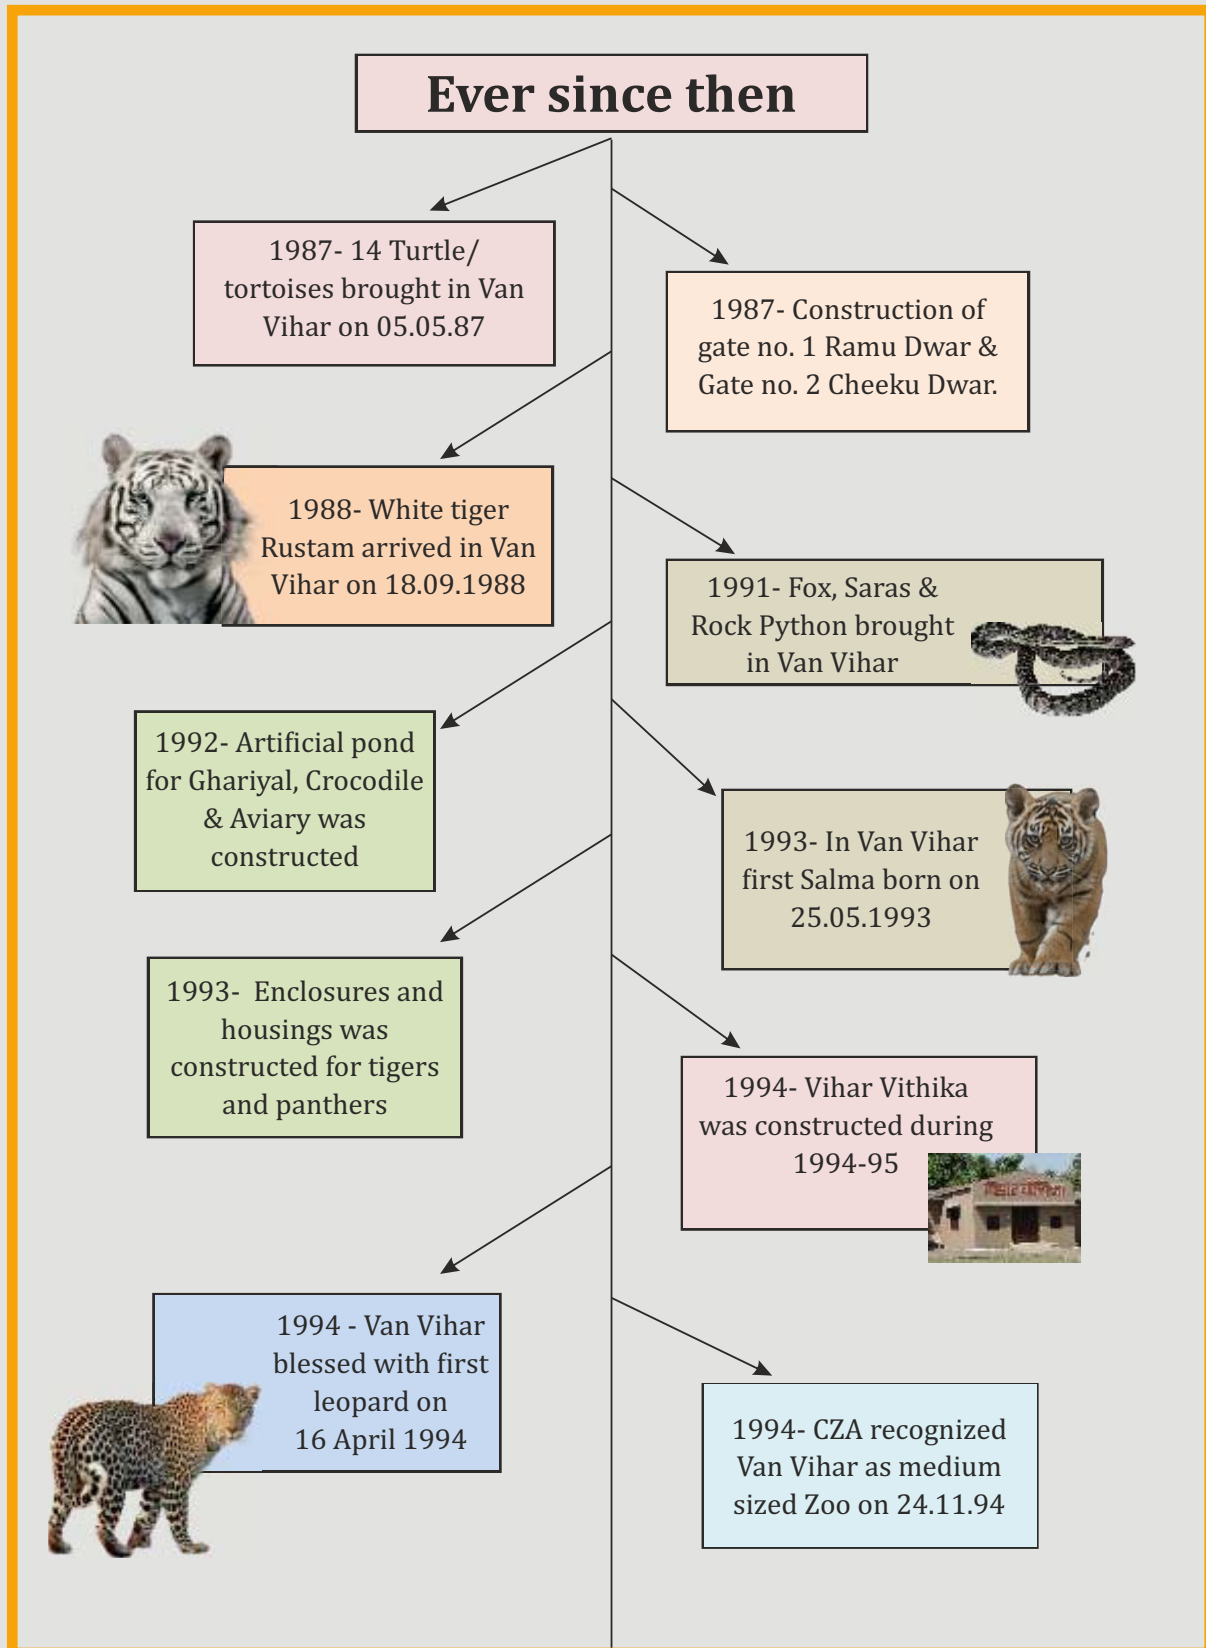 Ever since then
1987- 14 Turtle/
tortoises brought in Van
Vihar on 05.05.87
1987- Construction of
gate no. 1 Ramu Dwar &
Gate no. 2 Cheeku Dwar.
1988- White tiger
Rustam arrived in Van
Vihar on 18.09.1988
1991- Fox, Saras &
Rock Python brought
in Van Vihar
1992- Artificial pond
for Ghariyal, Crocodile
& Aviary was
constructed
1993- In Van Vihar
first Salma born on
25.05.1993
1993- Enclosures and
housings was
constructed for tigers
and panthers
1994- Vihar Vithika
was constructed during
1994-95
1994 - Van Vihar
blessed with first
leopard on
16 April 1994
1994- CZA recognized
Van Vihar as medium
sized Zoo on 24.11.94